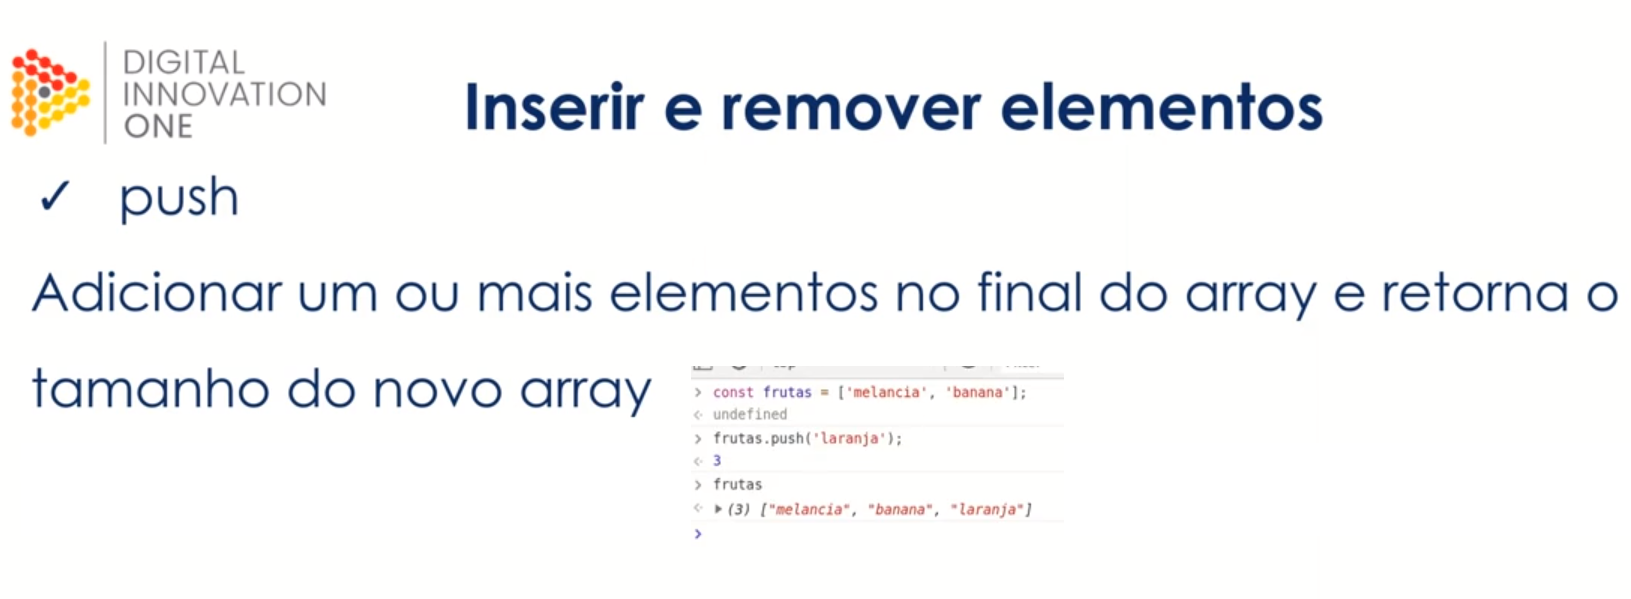 DIGITAL
INNOVATION
ONE
Inserir e remover elementos
✓ push
Adicionar um ou mais elementos no final do array e retorna o
tamanho do novo array
> const frutas = ['melancia', 'banana'];
< undefined
> frutas.push('laranja');
< 3
> frutas
< ▶ (3) ["melancia", "banana", "laranja"]
>